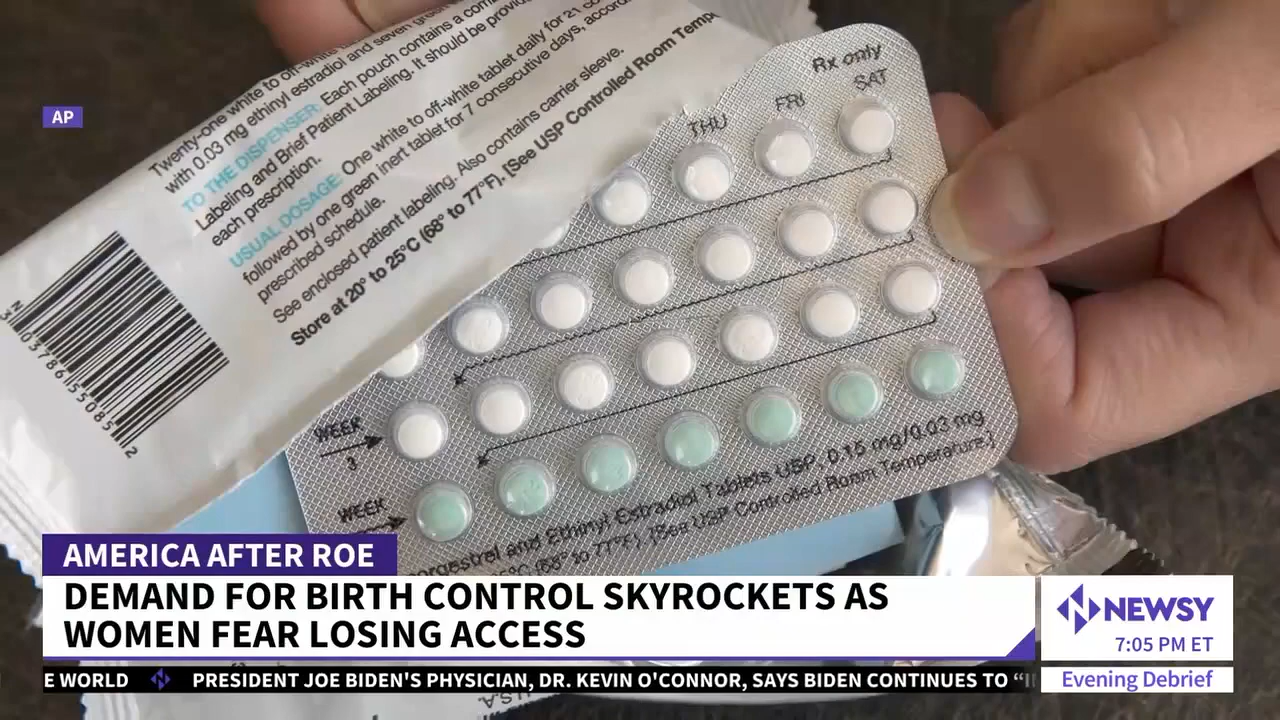 AP
Twenty-one white to off-white
and seven green
with 0.03 mg ethinyl estradiol
TO THE DISPENSER: Each pouch contains a
Labeling and Brief Patient Labeling. It should be
each prescription.
USUAL DOSAGE: One white to off-white tablet daily for 21
followed by one green inert tablet for 7 consecutive days,
prescribed schedule.
See enclosed patient labeling. Also contains carrier sleeve.
Store at 20° to 25°C (68° to 77°F). [See USP Controlled Room
Rx only
THU FRI SAT
WEEK
3
WEEK
and Ethinyl Estradiol Tablets USP, 0.15 mg/0.03 mg
(68° to 77°F). [See USP Controlled Room Temperature.]
AMERICA AFTER ROE
DEMAND FOR BIRTH CONTROL SKYROCKETS AS
WOMEN FEAR LOSING ACCESS
NEWSY
7:05 PM ET
Evening Debrief
E WORLD PRESIDENT JOE BIDEN'S PHYSICIAN, DR. KEVIN O'CONNOR, SAYS BIDEN CONTINUES TO